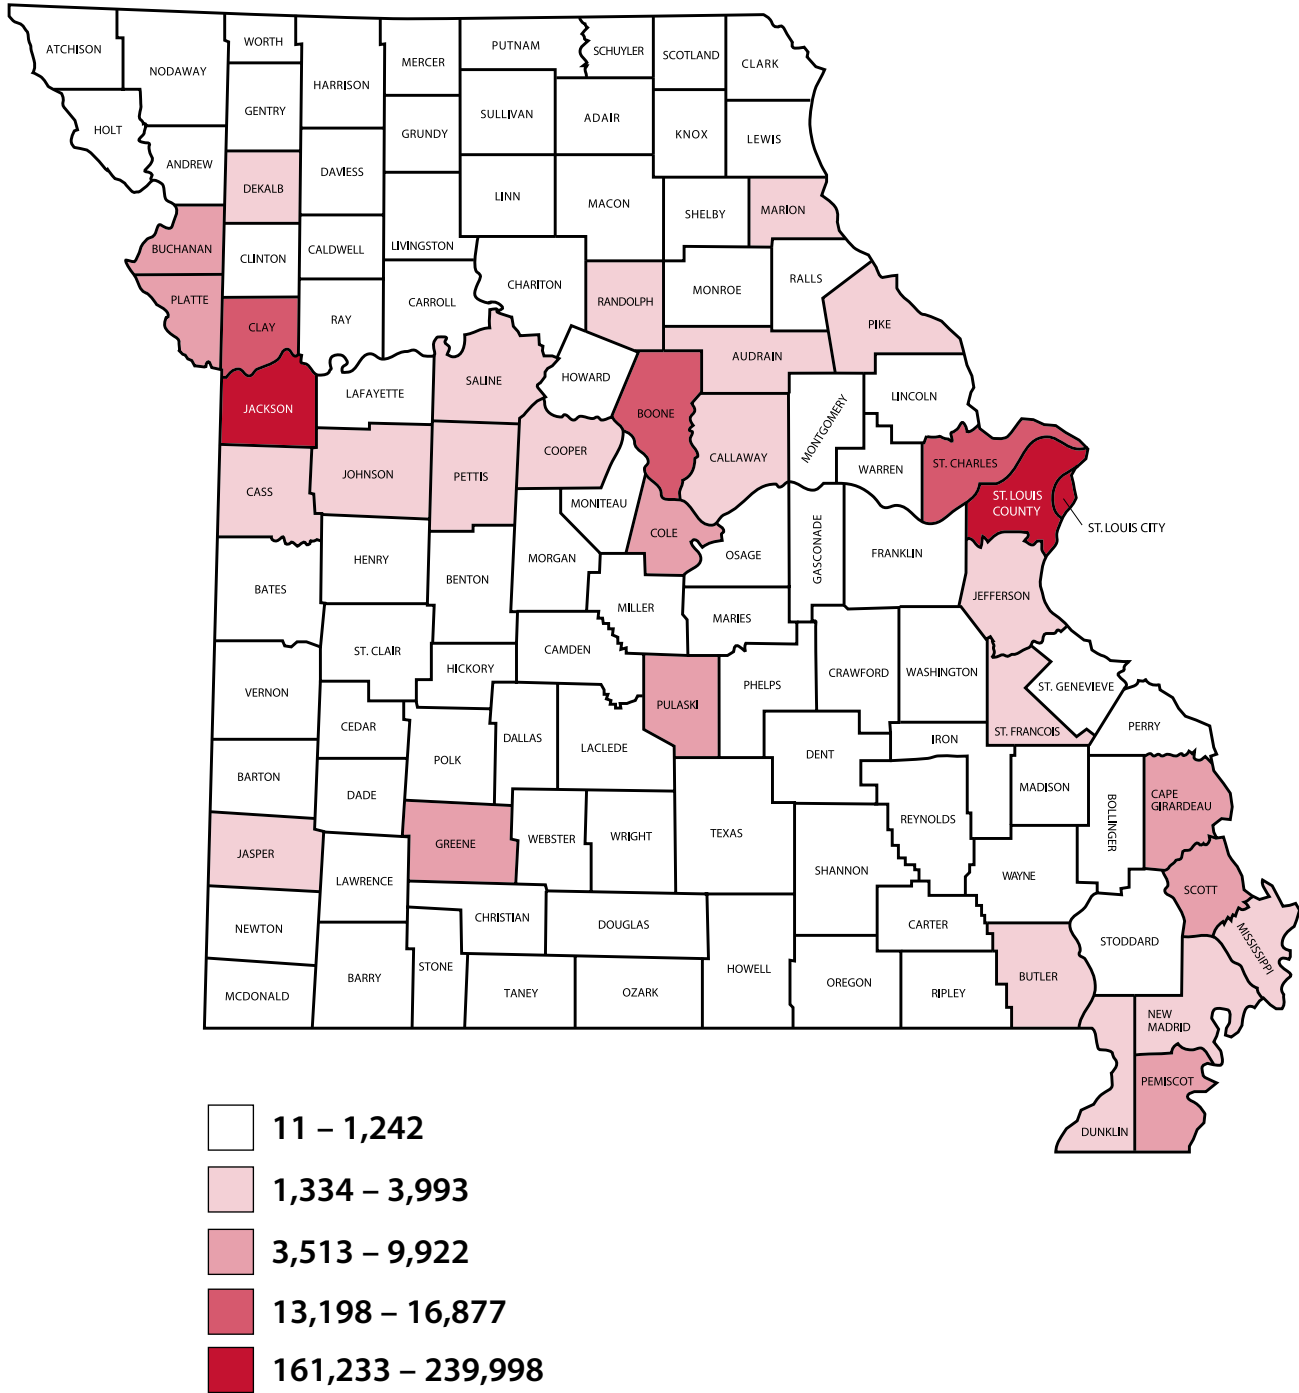 ATCHISON
NODAWAY
WORTH
HARRISON
MERCER
PUTNAM
SCHUYLER
SCOTLAND
CLARK
HOLT
GENTRY
GRUNDY
SULLIVAN
ADAIR
KNOX
LEWIS
ANDREW
DEKALB
DAVIESS
LINN
MACON
SHELBY
MARION
BUCHANAN
CLINTON
CALDWELL
LIVINGSTON
CHARITON
RANDOLPH
MONROE
RALLS
PLATTE
CLAY
RAY
CARROLL
PIKE
JACKSON
LAFAYETTE
SALINE
HOWARD
BOONE
AUDRAIN
MONTGOMERY
LINCOLN
CASS
JOHNSON
PETTIS
COOPER
MONITEAU
CALLAWAY
WARREN
ST. CHARLES
ST. LOUIS
COUNTY
ST. LOUIS CITY
BATES
HENRY
BENTON
MORGAN
COLE
OSAGE
GASCONADE
FRANKLIN
JEFFERSON
MILLER
MARIES
VERNON
ST. CLAIR
HICKORY
CAMDEN
PULASKI
PHELPS
CRAWFORD
WASHINGTON
ST. GENEVIEVE
ST. FRANCOIS
PERRY
CEDAR
POLK
DALLAS
LACLEDE
DENT
IRON
MADISON
BOLLINGER
CAPE
GIRARDEAU
BARTON
DADE
GREENE
WEBSTER
WRIGHT
TEXAS
REYNOLDS
JASPER
LAWRENCE
SHANNON
WAYNE
SCOTT
NEWTON
CHRISTIAN
DOUGLAS
CARTER
STODDARD
MISSISSIPPI
MCDONALD
BARRY
STONE
TANEY
OZARK
HOWELL
OREGON
RIPLEY
BUTLER
NEW
MADRID
PEMISCOT
DUNKLIN
11 – 1,242
1,334 – 3,993
3,513 – 9,922
13,198 – 16,877
161,233 – 239,998